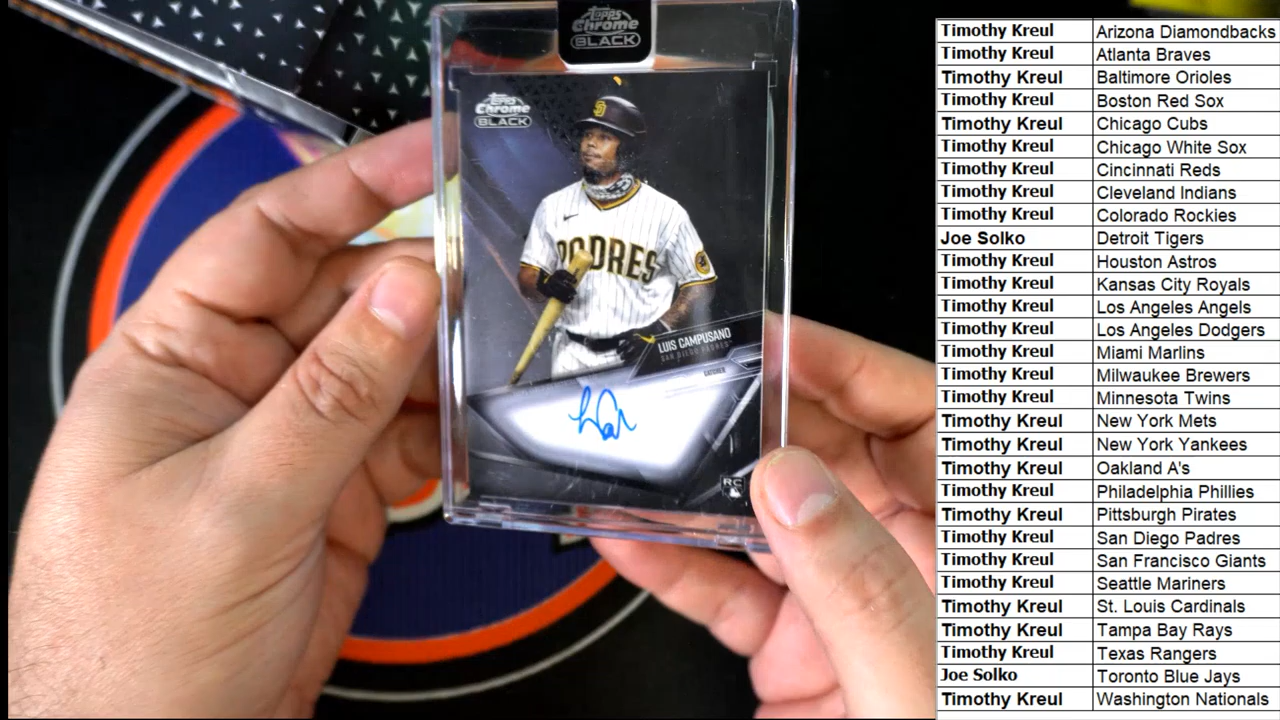 Topps
Chrome
BLACK
Topps
Chrome
BLACK
PADRES
LUIS CAMPUSANO
SAN DIEGO PADRES
CATCHER
RC
Timothy Kreul Arizona Diamondbacks
Timothy Kreul Atlanta Braves
Timothy Kreul Baltimore Orioles
Timothy Kreul Boston Red Sox
Timothy Kreul Chicago Cubs
Timothy Kreul Chicago White Sox
Timothy Kreul Cincinnati Reds
Timothy Kreul Cleveland Indians
Timothy Kreul Colorado Rockies
Joe Solko Detroit Tigers
Timothy Kreul Houston Astros
Timothy Kreul Kansas City Royals
Timothy Kreul Los Angeles Angels
Timothy Kreul Los Angeles Dodgers
Timothy Kreul Miami Marlins
Timothy Kreul Milwaukee Brewers
Timothy Kreul Minnesota Twins
Timothy Kreul New York Mets
Timothy Kreul New York Yankees
Timothy Kreul Oakland A's
Timothy Kreul Philadelphia Phillies
Timothy Kreul Pittsburgh Pirates
Timothy Kreul San Diego Padres
Timothy Kreul San Francisco Giants
Timothy Kreul Seattle Mariners
Timothy Kreul St. Louis Cardinals
Timothy Kreul Tampa Bay Rays
Timothy Kreul Texas Rangers
Joe Solko Toronto Blue Jays
Timothy Kreul Washington Nationals